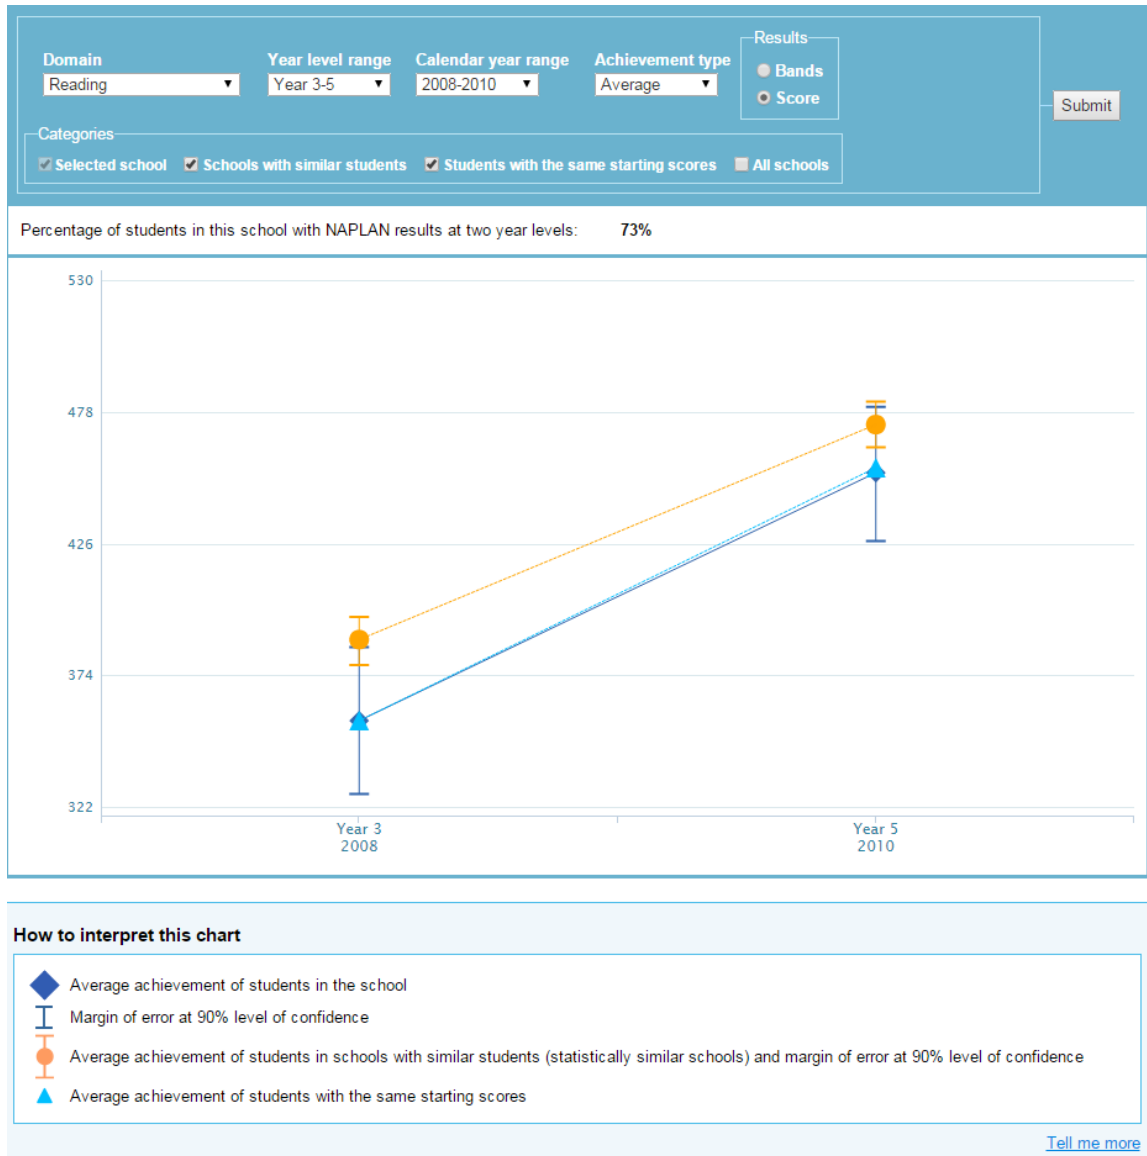 Domain
Year level range
Calendar year range
Achievement type
Results
Reading
Year 3-5
2008-2010
Average
Bands
Score
Submit
Categories
Selected school
Schools with similar students
Students with the same starting scores
All schools
Percentage of students in this school with NAPLAN results at two year levels: 73%
530
478
426
374
322
Year 3
2008
Year 5
2010
How to interpret this chart
Average achievement of students in the school
Margin of error at 90% level of confidence
Average achievement of students in schools with similar students (statistically similar schools) and margin of error at 90% level of confidence
Average achievement of students with the same starting scores
Tell me more